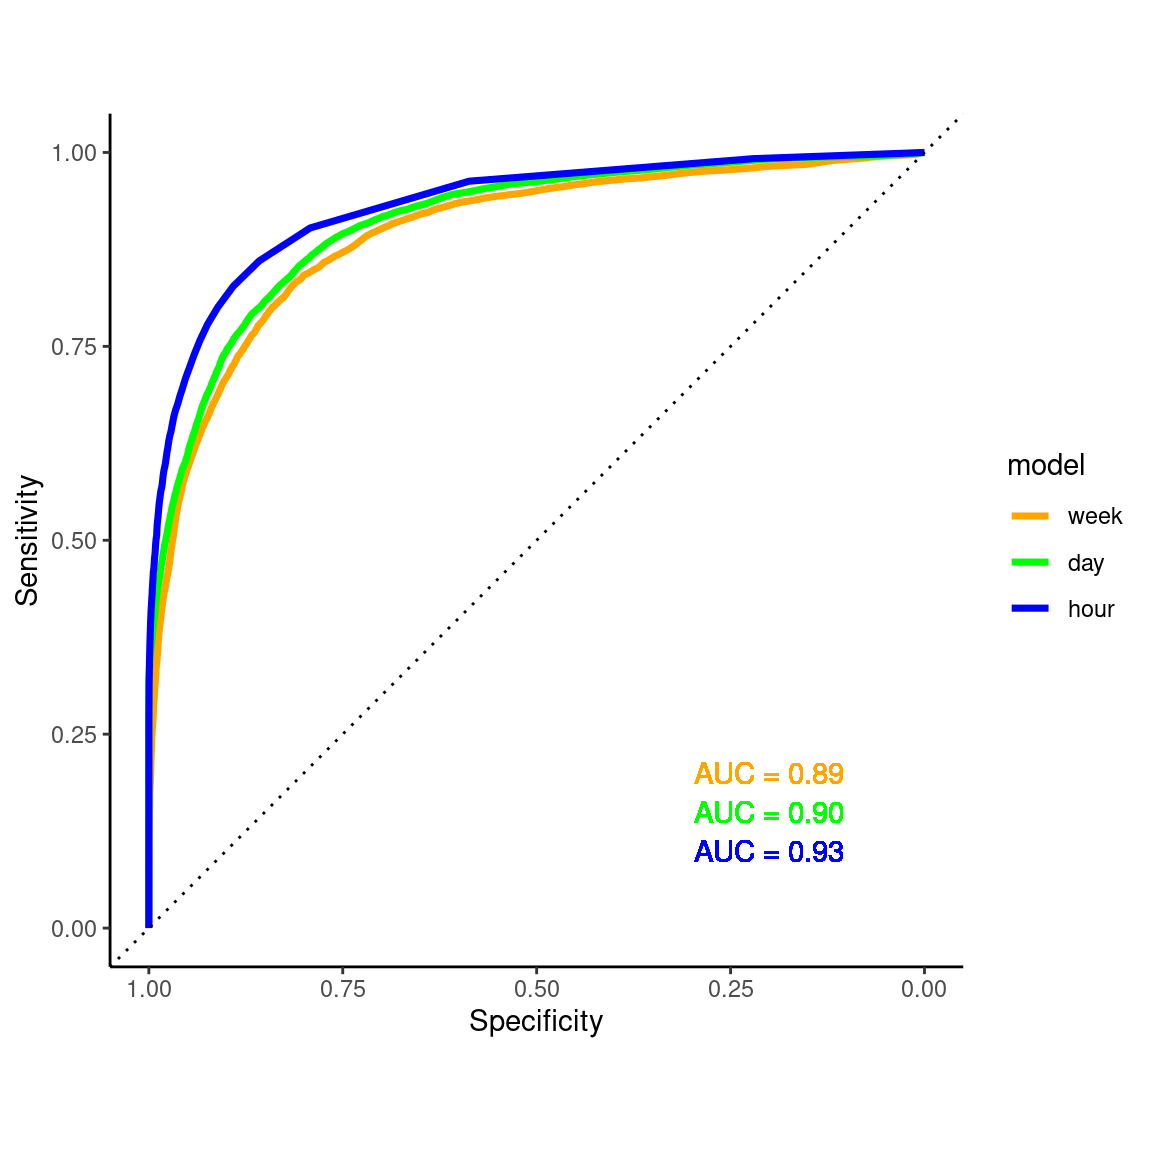 1.00
0.75
0.50
0.25
0.00
Sensitivity
1.00 0.75 0.50 0.25 0.00
Specificity
AUC = 0.89
AUC = 0.90
AUC = 0.93
model
week
day
hour